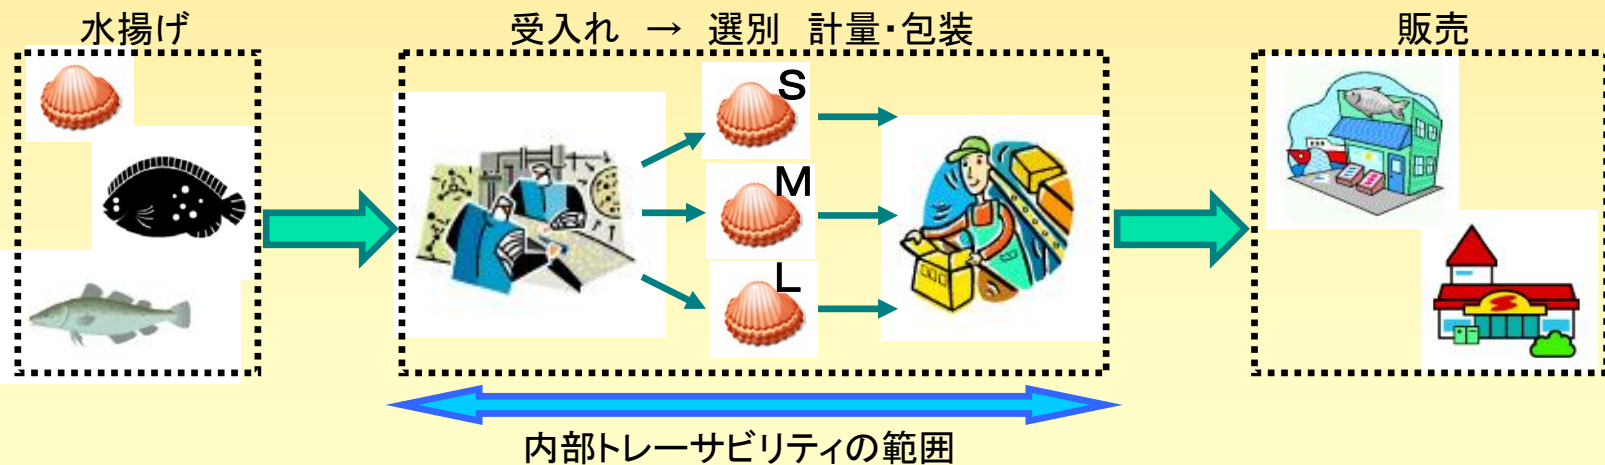 水揚げ
受入れ → 選別 計量・包装
販売
S
M
L
内部トレーサビリティの範囲